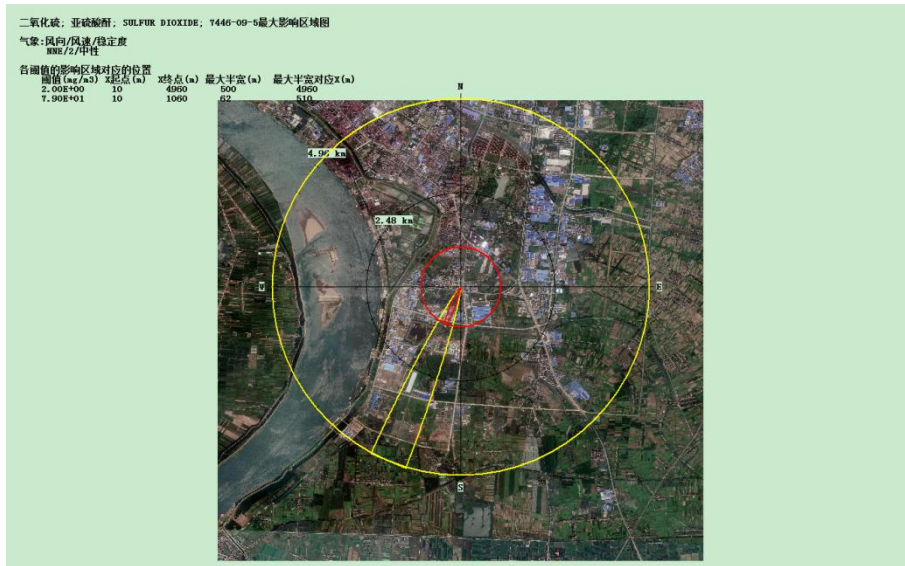 二氧化硫; 亚硫酸酐; SULFUR DIOXIDE; 7446-09-5最大影响区域图
气象:风向/风速/稳定度
NNE/2/中性
各阈值的影响区域对应的位置
阈值(mg/m3) X起点(m) X终点(m) 最大半宽(m) 最大半宽对应X(m)
2.00E+00 10 4960 500 4960
7.90E+01 10 1060 62 510
N
4.96 km
2.48 km
W
E
S